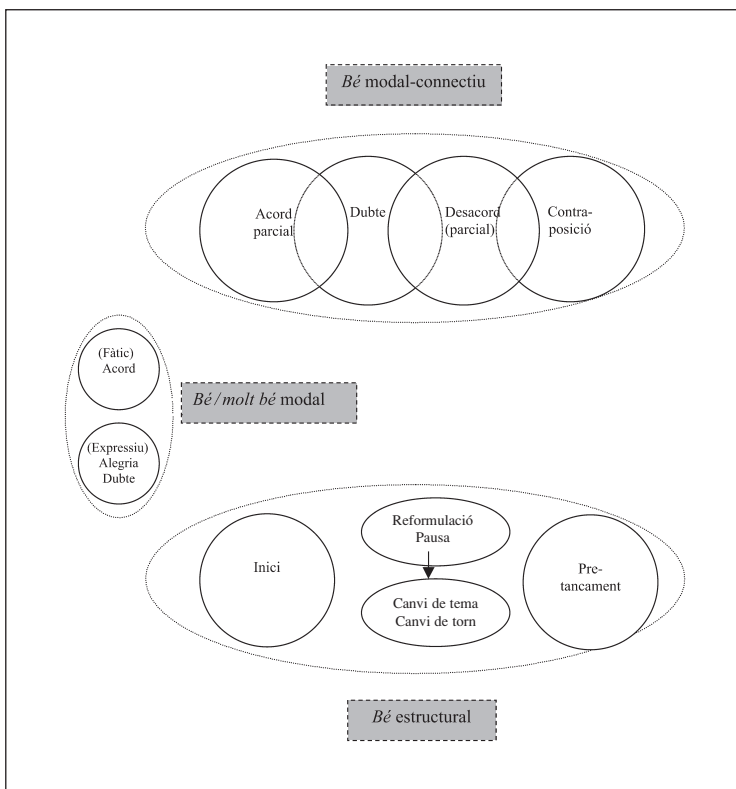 Bé modal-connectiu
Acord
parcial
Dubte
Desacord
(parcial)
Contra-
posició
(Fàtic)
Acord
Bé / molt bé modal
(Expressiu)
Alegria
Dubte
Inici
Reformulació
Pausa
Canvi de tema
Canvi de torn
Pre-
tancament
Bé estructural